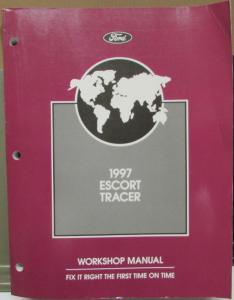 Ford
1997
ESCORT
TRACER
WORKSHOP MANUAL
FIX IT RIGHT THE FIRST TIME ON TIME